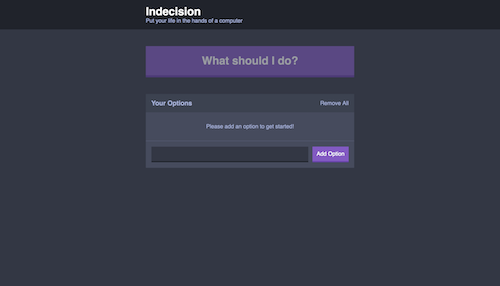 Indecision
Put your life in the hands of a computer
What should I do?
Your Options
Remove All
Please add an option to get started!
Add Option